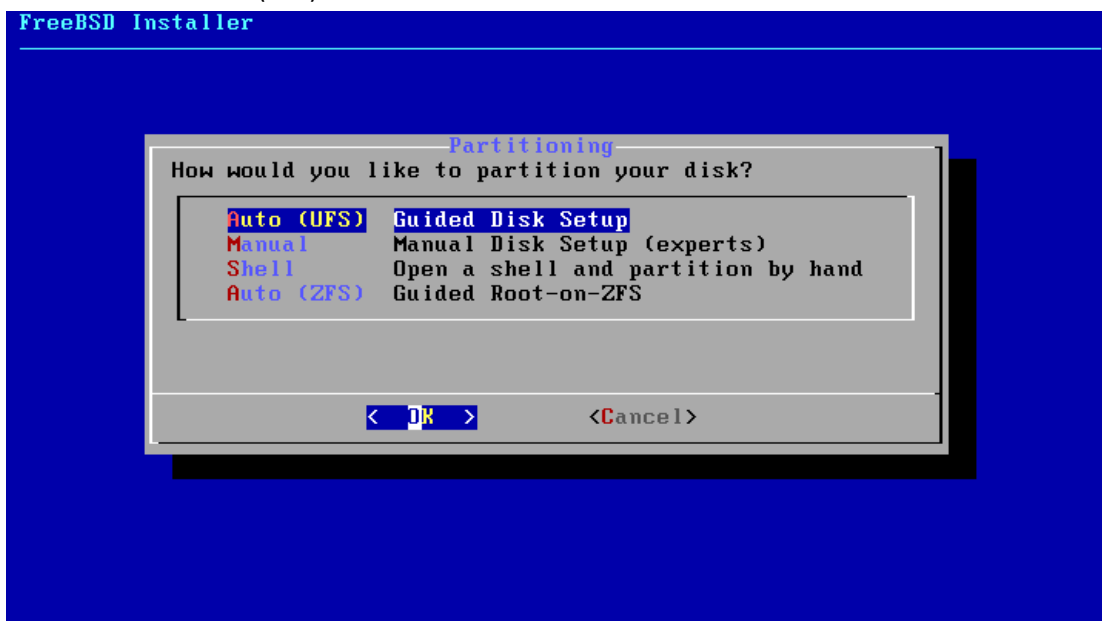 FreeBSD Installer
Partitioning
How would you like to partition your disk?
Auto (UFS) Guided Disk Setup
Manual Manual Disk Setup (experts)
Shell Open a shell and partition by hand
Auto (ZFS) Guided Root-on-ZFS
< OK > <Cancel>